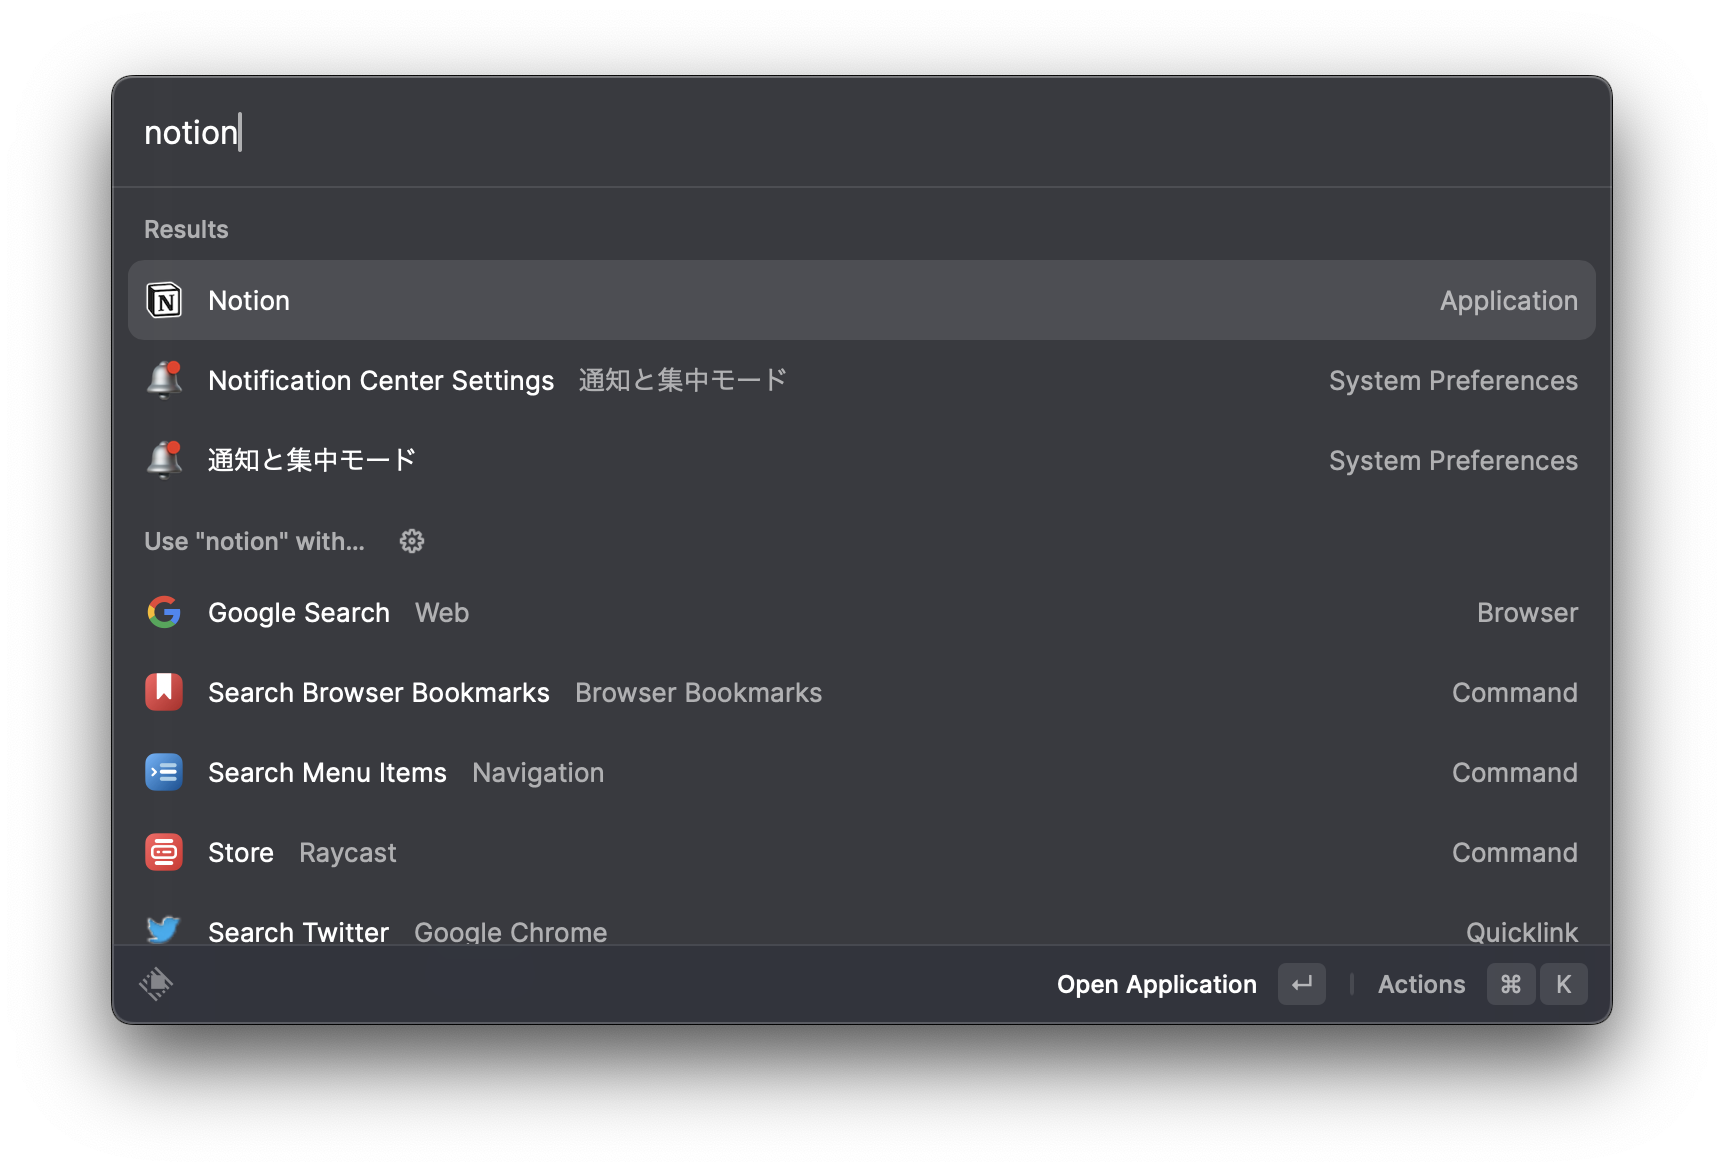 notion
Results
N Notion Application
Notification Center Settings 通知と集中モード System Preferences
通知と集中モード System Preferences
Use "notion" with...
Google Search Web Browser
Search Browser Bookmarks Browser Bookmarks Command
Search Menu Items Navigation Command
Store Raycast Command
Search Twitter Google Chrome Quicklink
Open Application ↵ Actions ⌘ K